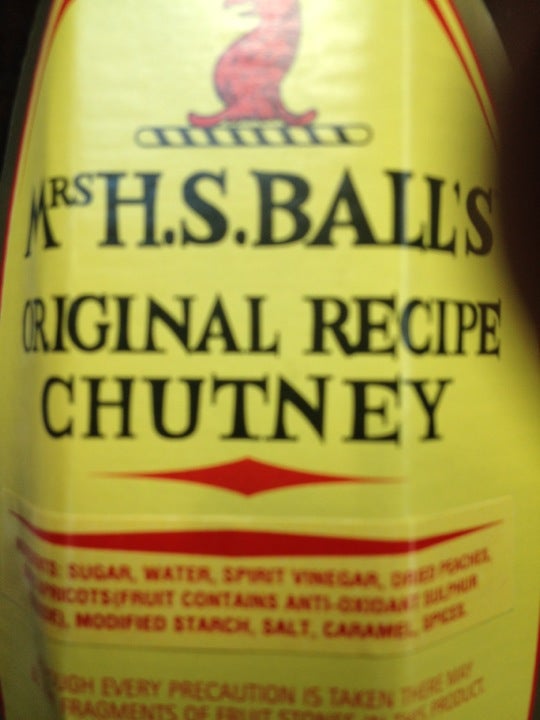 MRS H.S.BALL'S
ORIGINAL RECIPE
CHUTNEY
SUGAR, WATER, SPIRIT VINEGAR, DRIED PEACHES,
APRICOTS(FRUIT CONTAINS ANTI-OXIDANT SULPHUR
MODIFIED STARCH, SALT, CARAMEL, SPICES.
EVERY PRECAUTION IS TAKEN THERE MAY
FRAGMENTS OF FRUIT STONES PRODUCT.